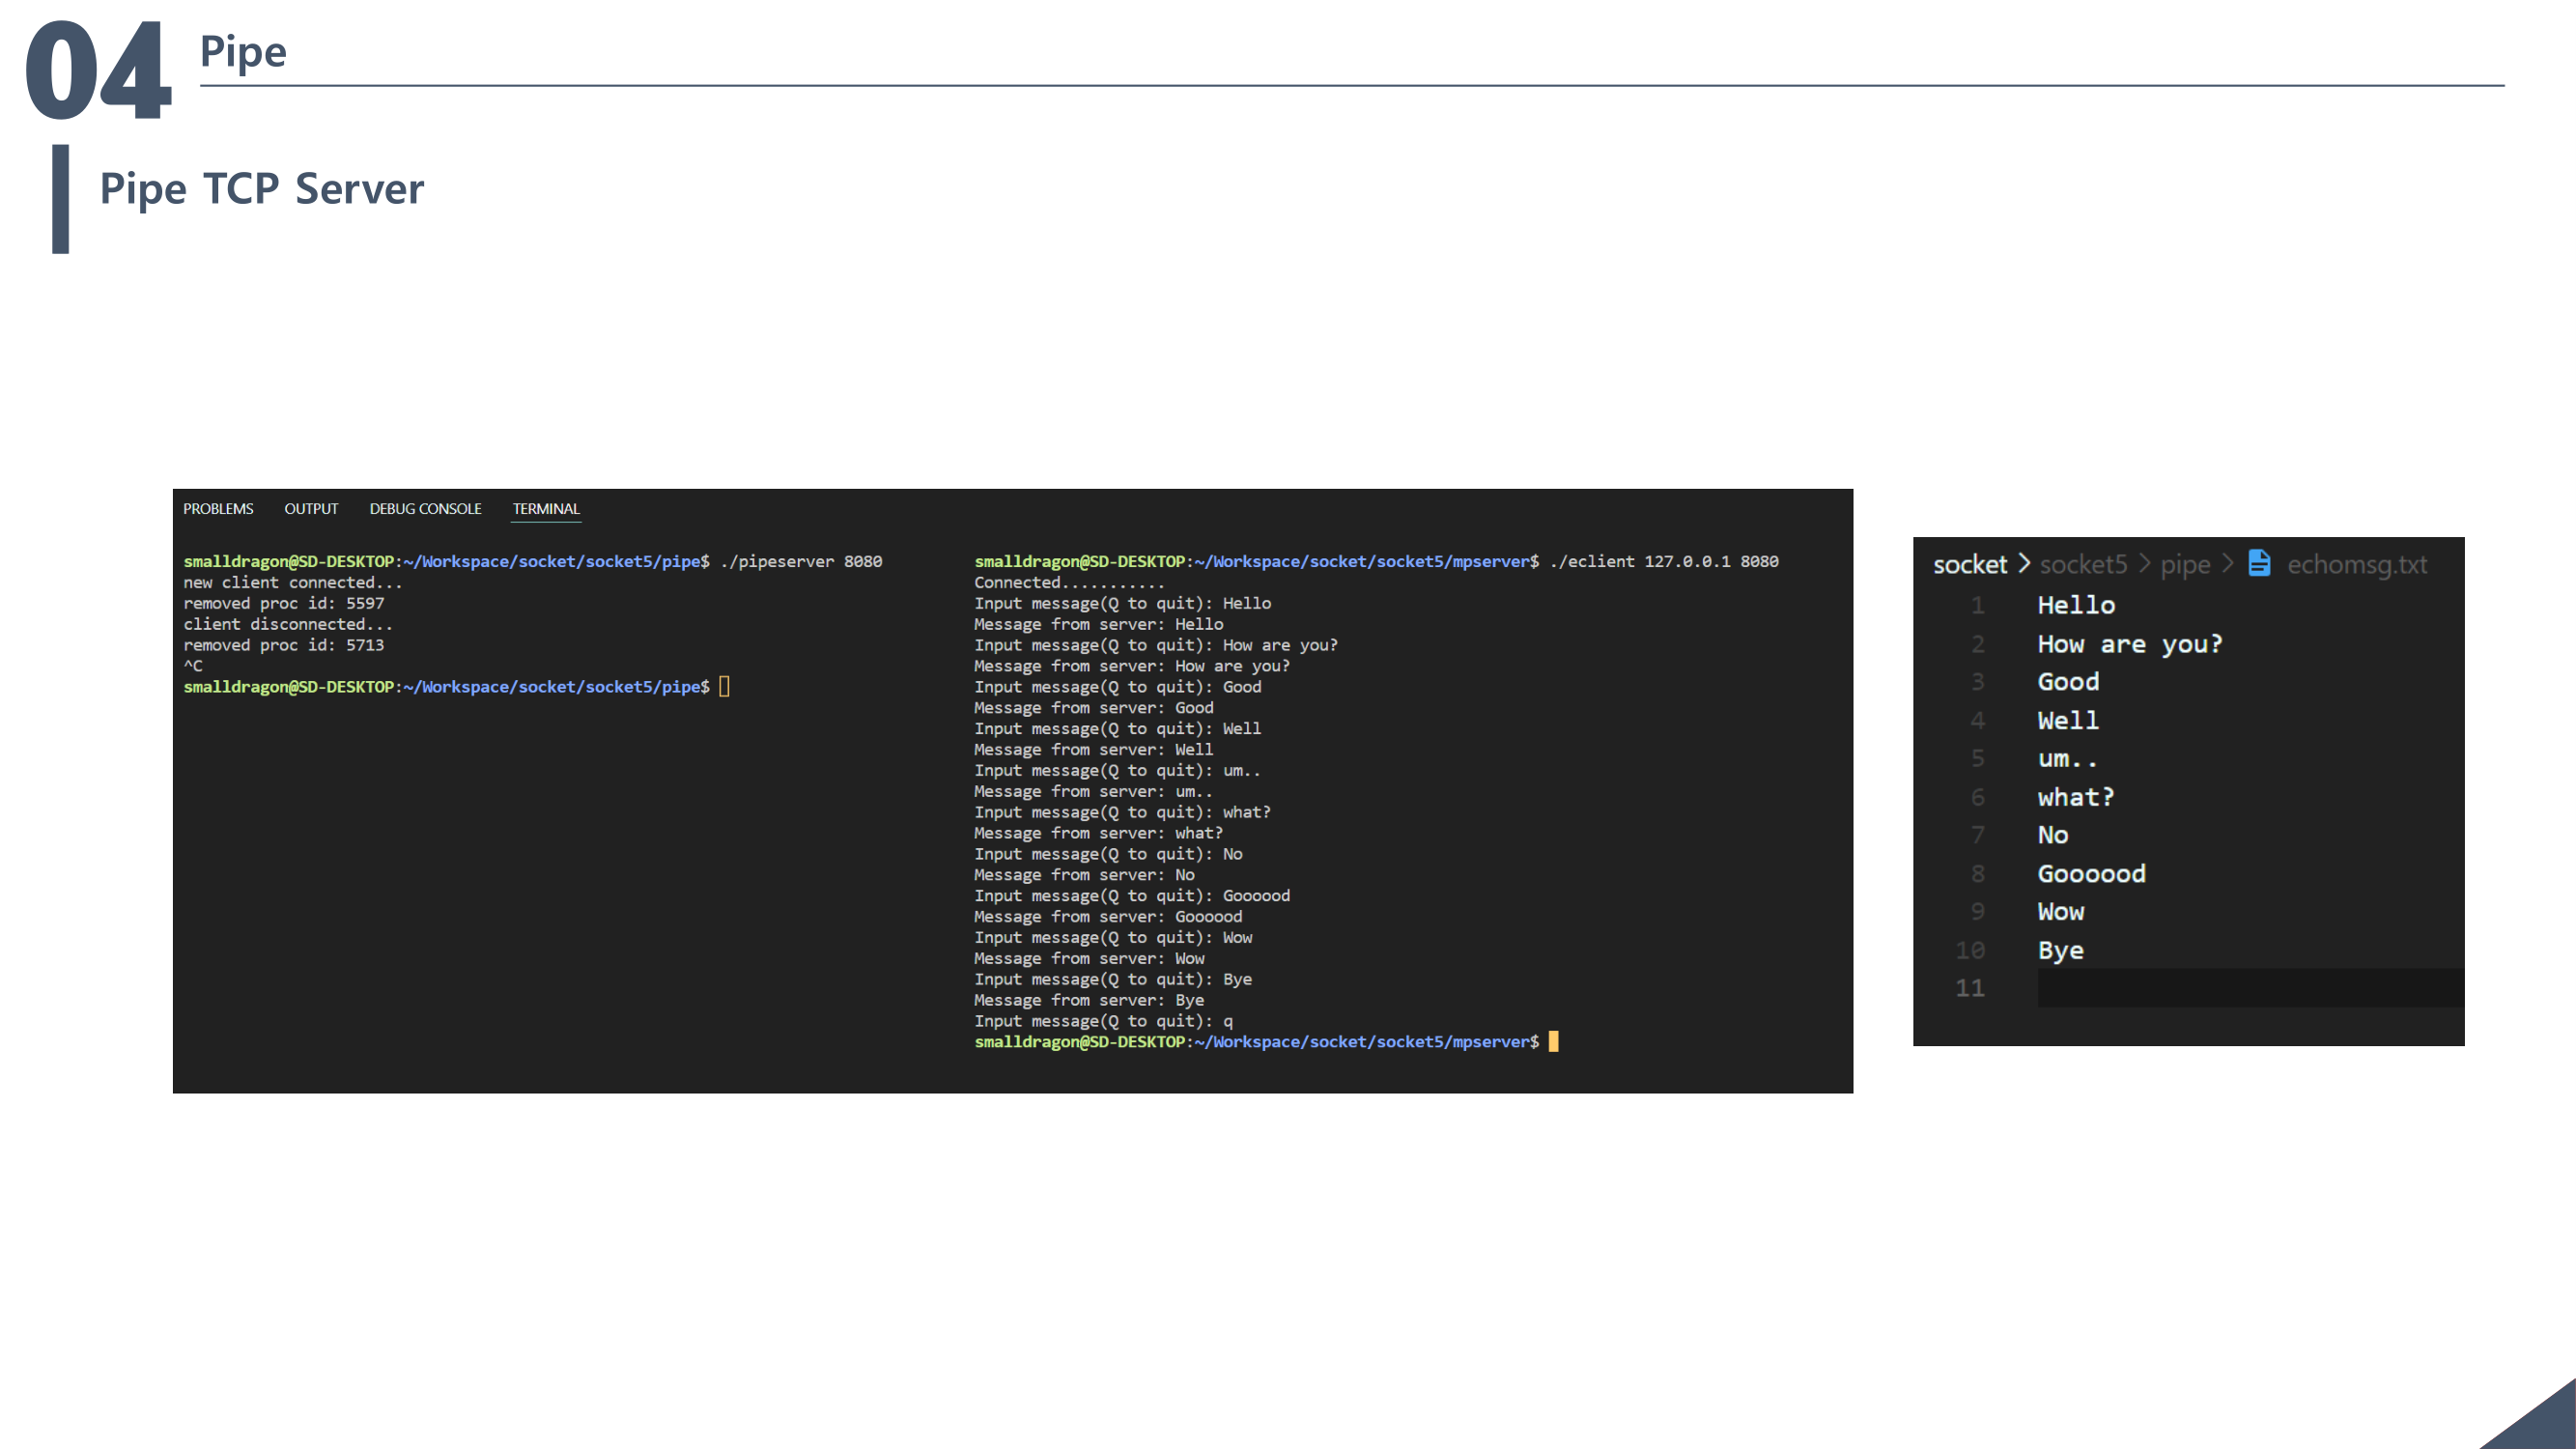 04
Pipe
Pipe TCP Server
PROBLEMS OUTPUT DEBUG CONSOLE TERMINAL
smalldragon@SD-DESKTOP:~/Workspace/socket/socket5/pipe$ ./pipeserver 8080
new client connected...
removed proc id: 5597
client disconnected...
removed proc id: 5713
^C
smalldragon@SD-DESKTOP:~/Workspace/socket/socket5/pipe$
smalldragon@SD-DESKTOP:~/Workspace/socket/socket5/mpserver$ ./eclient 127.0.0.1 8080
Connected...........
Input message(Q to quit): Hello
Message from server: Hello
Input message(Q to quit): How are you?
Message from server: How are you?
Input message(Q to quit): Good
Message from server: Good
Input message(Q to quit): Well
Message from server: Well
Input message(Q to quit): um..
Message from server: um..
Input message(Q to quit): what?
Message from server: what?
Input message(Q to quit): No
Message from server: No
Input message(Q to quit): Goooood
Message from server: Goooood
Input message(Q to quit): Wow
Message from server: Wow
Input message(Q to quit): Bye
Message from server: Bye
Input message(Q to quit): q
smalldragon@SD-DESKTOP:~/Workspace/socket/socket5/mpserver$
socket > socket5 > pipe > echomsg.txt
1 Hello
2 How are you?
3 Good
4 Well
5 um..
6 what?
7 No
8 Goooood
9 Wow
10 Bye
11